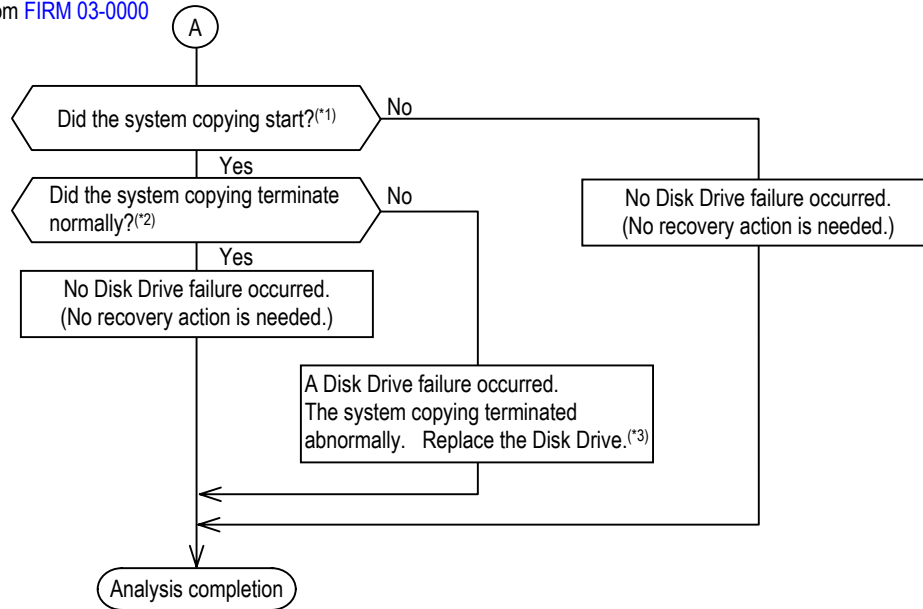 FIRM 03-0000
A
Did the system copying start?(*1)
No
Yes
Did the system copying terminate
normally?(*2)
No
No Disk Drive failure occurred.
(No recovery action is needed.)
Yes
No Disk Drive failure occurred.
(No recovery action is needed.)
A Disk Drive failure occurred.
The system copying terminated
abnormally. Replace the Disk Drive.(*3)
Analysis completion